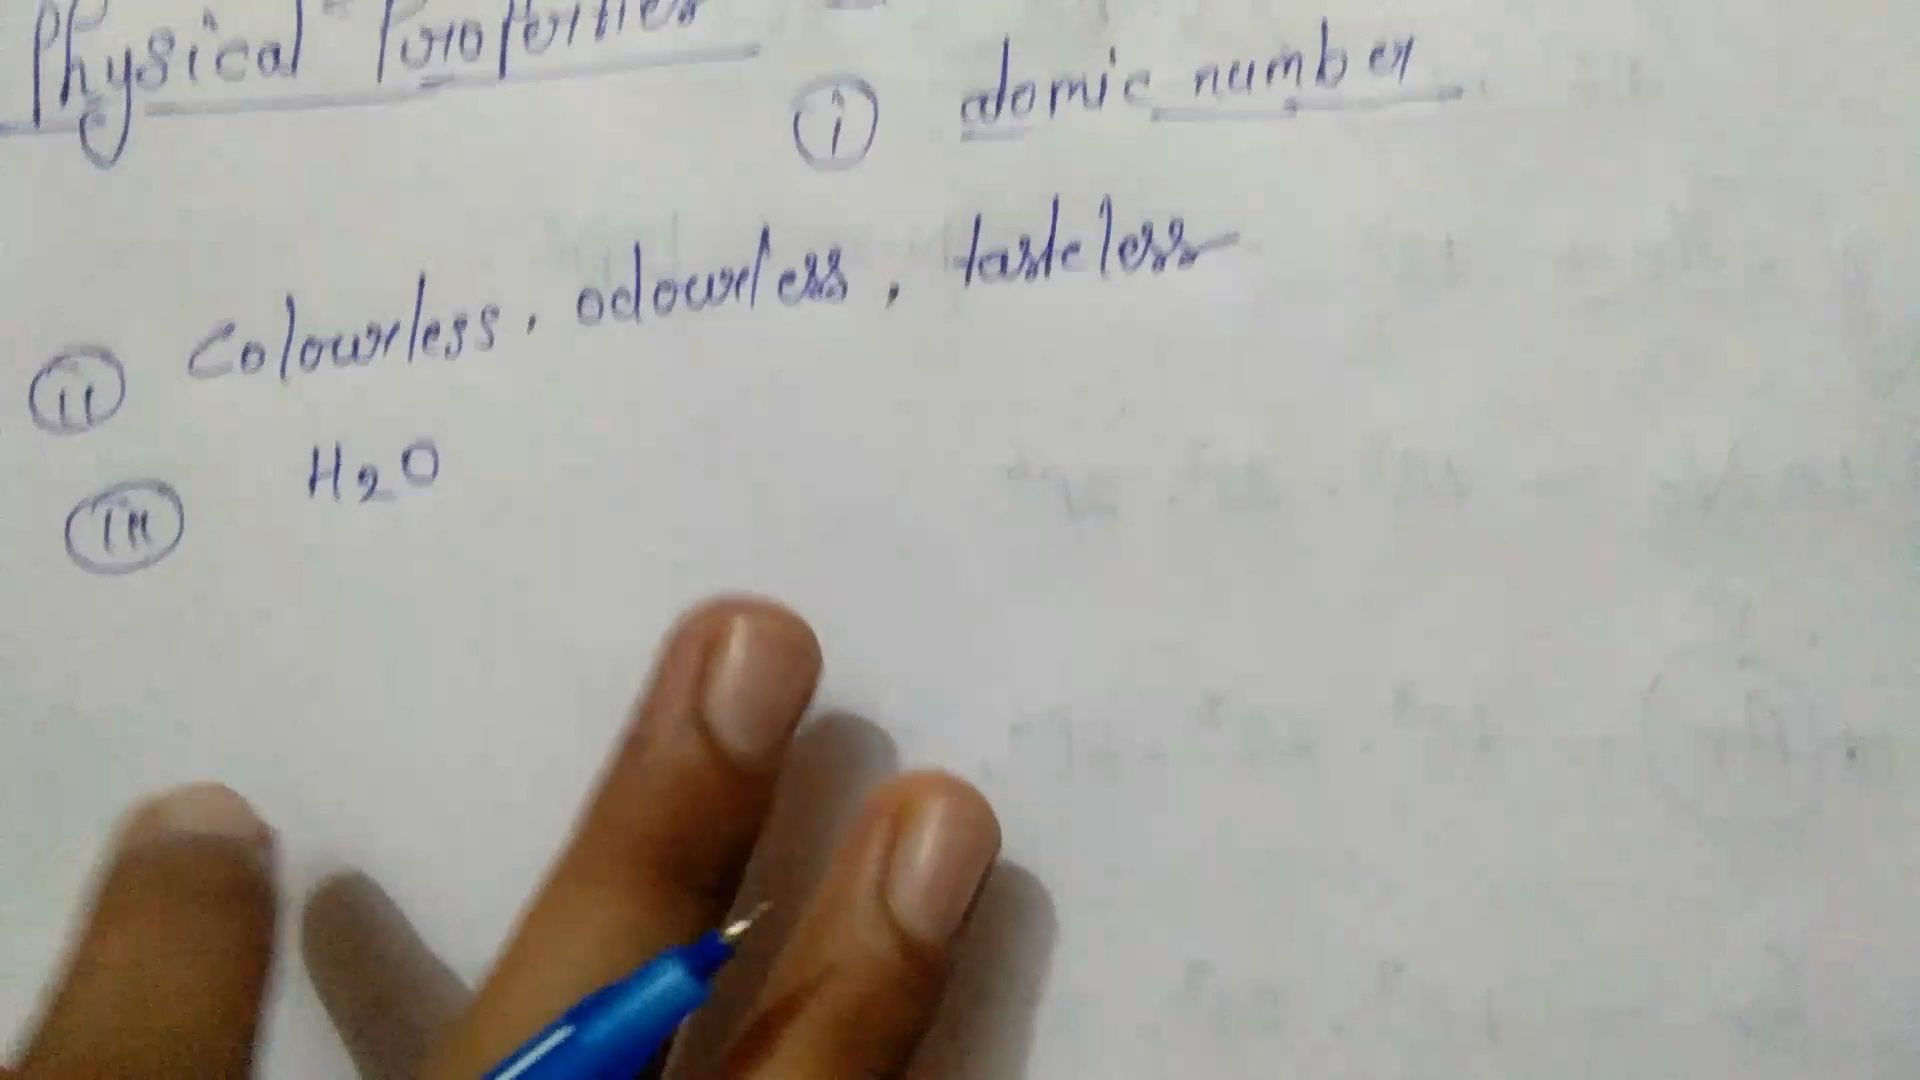 Physical Properties
(i) atomic number
(ii) Colourless, odourless, tasteless
(iii) H2O